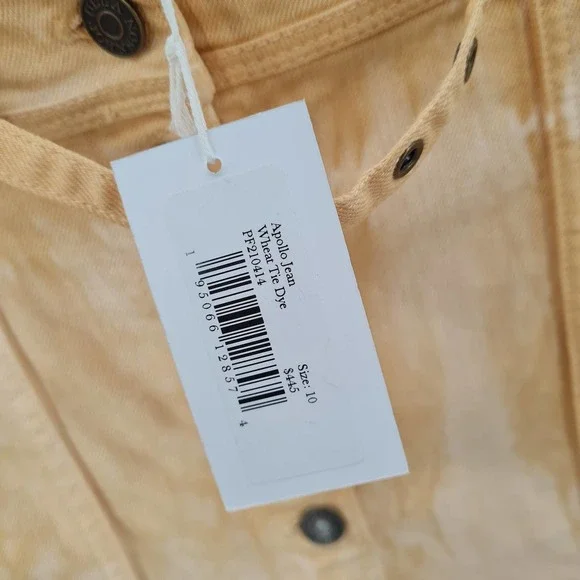 Apollo Jean
Wheat Tie Dye
PF210414
1 95066 12857 4
Size: 10
$445